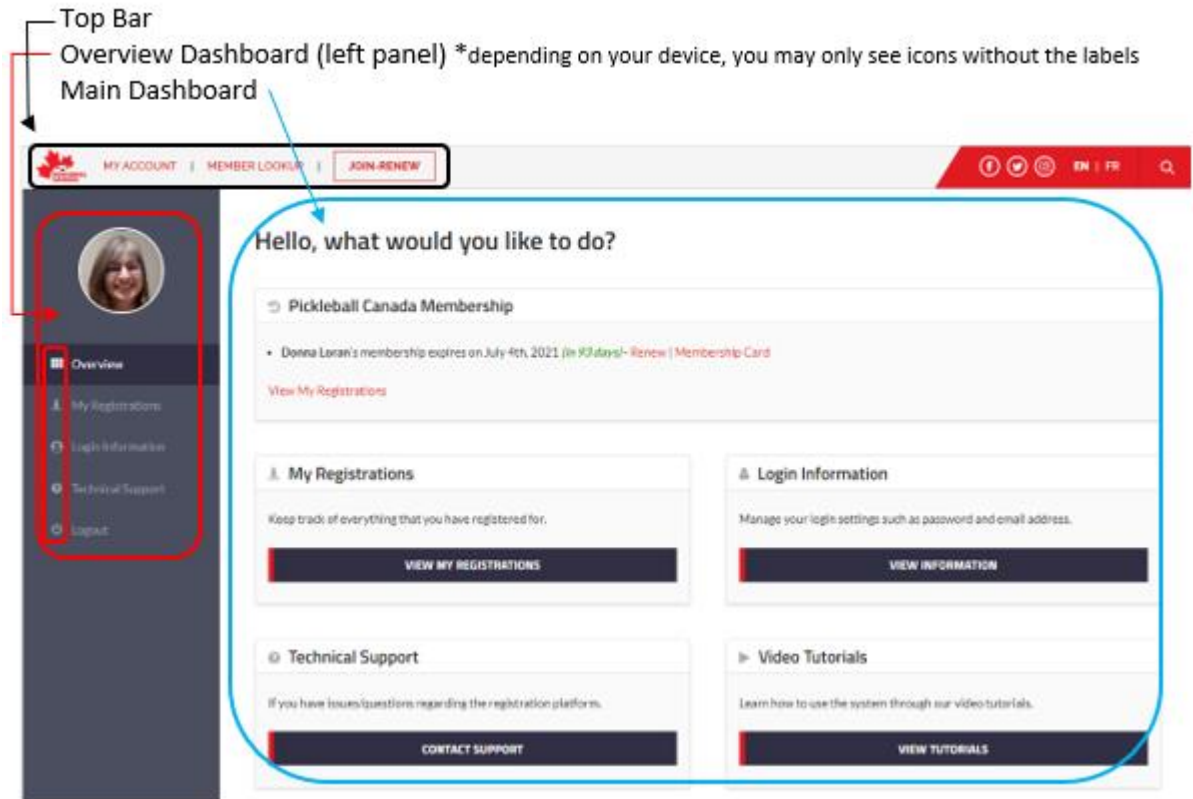 Top Bar
Overview Dashboard (left panel) *depending on your device, you may only see icons without the labels
Main Dashboard
MY ACCOUNT | MEMBER LOOKUP | JOIN-RENEW
EN | FR
Hello, what would you like to do?
Pickleball Canada Membership
• Donna Loran's membership expires on July 4th, 2021 (in 93 days)- Renew | Membership Card
View My Registrations
Overview
My Registrations
Login Information
Technical Support
Logout
My Registrations
Keep track of everything that you have registered for.
VIEW MY REGISTRATIONS
Login Information
Manage your login settings such as password and email address.
VIEW INFORMATION
Technical Support
If you have issues/questions regarding the registration platform.
CONTACT SUPPORT
Video Tutorials
Learn how to use the system through our video tutorials.
VIEW TUTORIALS